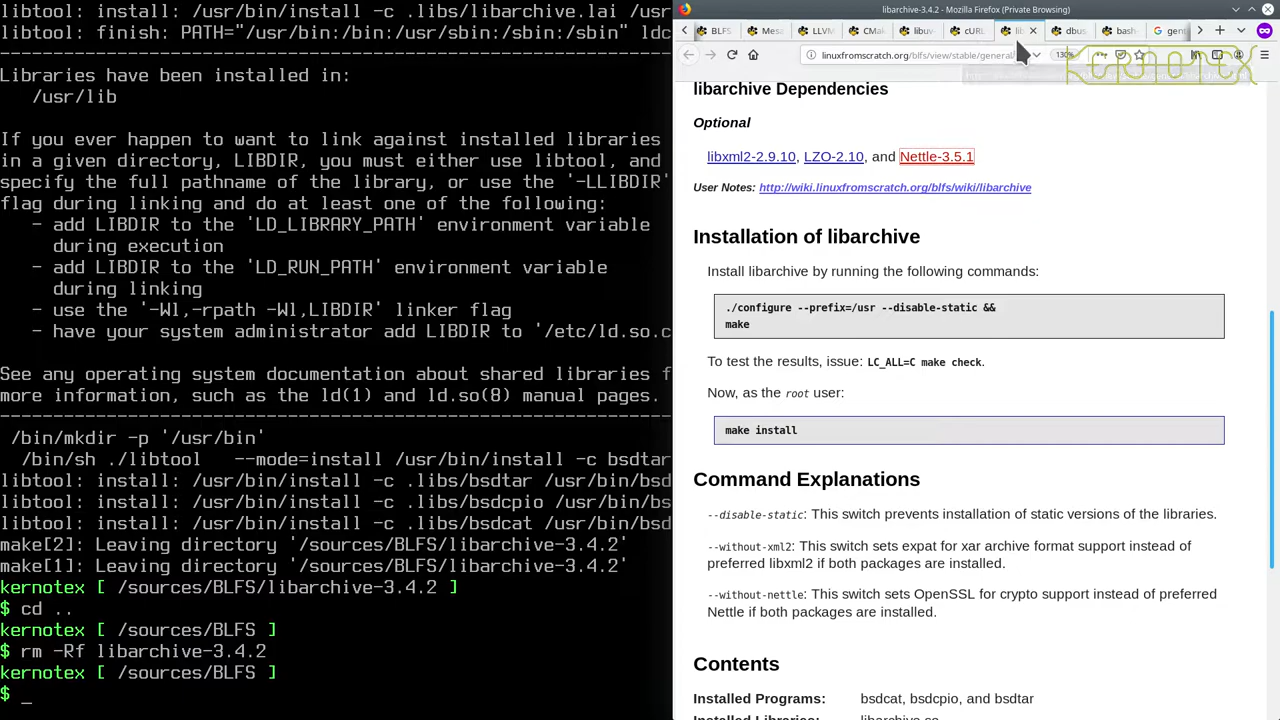 libtool: install: /usr/bin/install -c .libs/libarchive.lai /usr
libtool: finish: PATH="/usr/bin:/bin:/usr/sbin:/sbin:/sbin" ldc
Libraries have been installed in:
/usr/lib
If you ever happen to want to link against installed libraries
in a given directory, LIBDIR, you must either use libtool, and
specify the full pathname of the library, or use the '-LLIBDIR'
flag during linking and do at least one of the following:
- add LIBDIR to the 'LD_LIBRARY_PATH' environment variable
during execution
- add LIBDIR to the 'LD_RUN_PATH' environment variable
during linking
- use the '-Wl,-rpath -Wl,LIBDIR' linker flag
- have your system administrator add LIBDIR to '/etc/ld.so.c
See any operating system documentation about shared libraries f
more information, such as the ld(1) and ld.so(8) manual pages.
/bin/mkdir -p '/usr/bin'
/bin/sh ./libtool   --mode=install /usr/bin/install -c bsdtar
libtool: install: /usr/bin/install -c .libs/bsdtar /usr/bin/bsd
libtool: install: /usr/bin/install -c .libs/bsdcpio /usr/bin/bs
libtool: install: /usr/bin/install -c .libs/bsdcat /usr/bin/bsd
make[2]: Leaving directory '/sources/BLFS/libarchive-3.4.2'
make[1]: Leaving directory '/sources/BLFS/libarchive-3.4.2'
kernotex [ /sources/BLFS/libarchive-3.4.2 ]
$ cd ..
kernotex [ /sources/BLFS ]
$ rm -Rf libarchive-3.4.2
kernotex [ /sources/BLFS ]
$ _
libarchive-3.4.2 - Mozilla Firefox (Private Browsing)
BLFS Mesa LLVM CMak libuv- cURL lib dbus bash- G gent
linuxfromscratch.org/blfs/view/stable/general 130%
KERNOTEX
libarchive Dependencies
Optional
libxml2-2.9.10, LZO-2.10, and Nettle-3.5.1
User Notes: http://wiki.linuxfromscratch.org/blfs/wiki/libarchive
Installation of libarchive
Install libarchive by running the following commands:
./configure --prefix=/usr --disable-static &&
make
To test the results, issue: LC_ALL=C make check.
Now, as the root user:
make install
Command Explanations
--disable-static: This switch prevents installation of static versions of the libraries.
--without-xml2: This switch sets expat for xar archive format support instead of
preferred libxml2 if both packages are installed.
--without-nettle: This switch sets OpenSSL for crypto support instead of preferred
Nettle if both packages are installed.
Contents
Installed Programs: bsdcat, bsdcpio, and bsdtar
Installed Libraries: libarchive.so